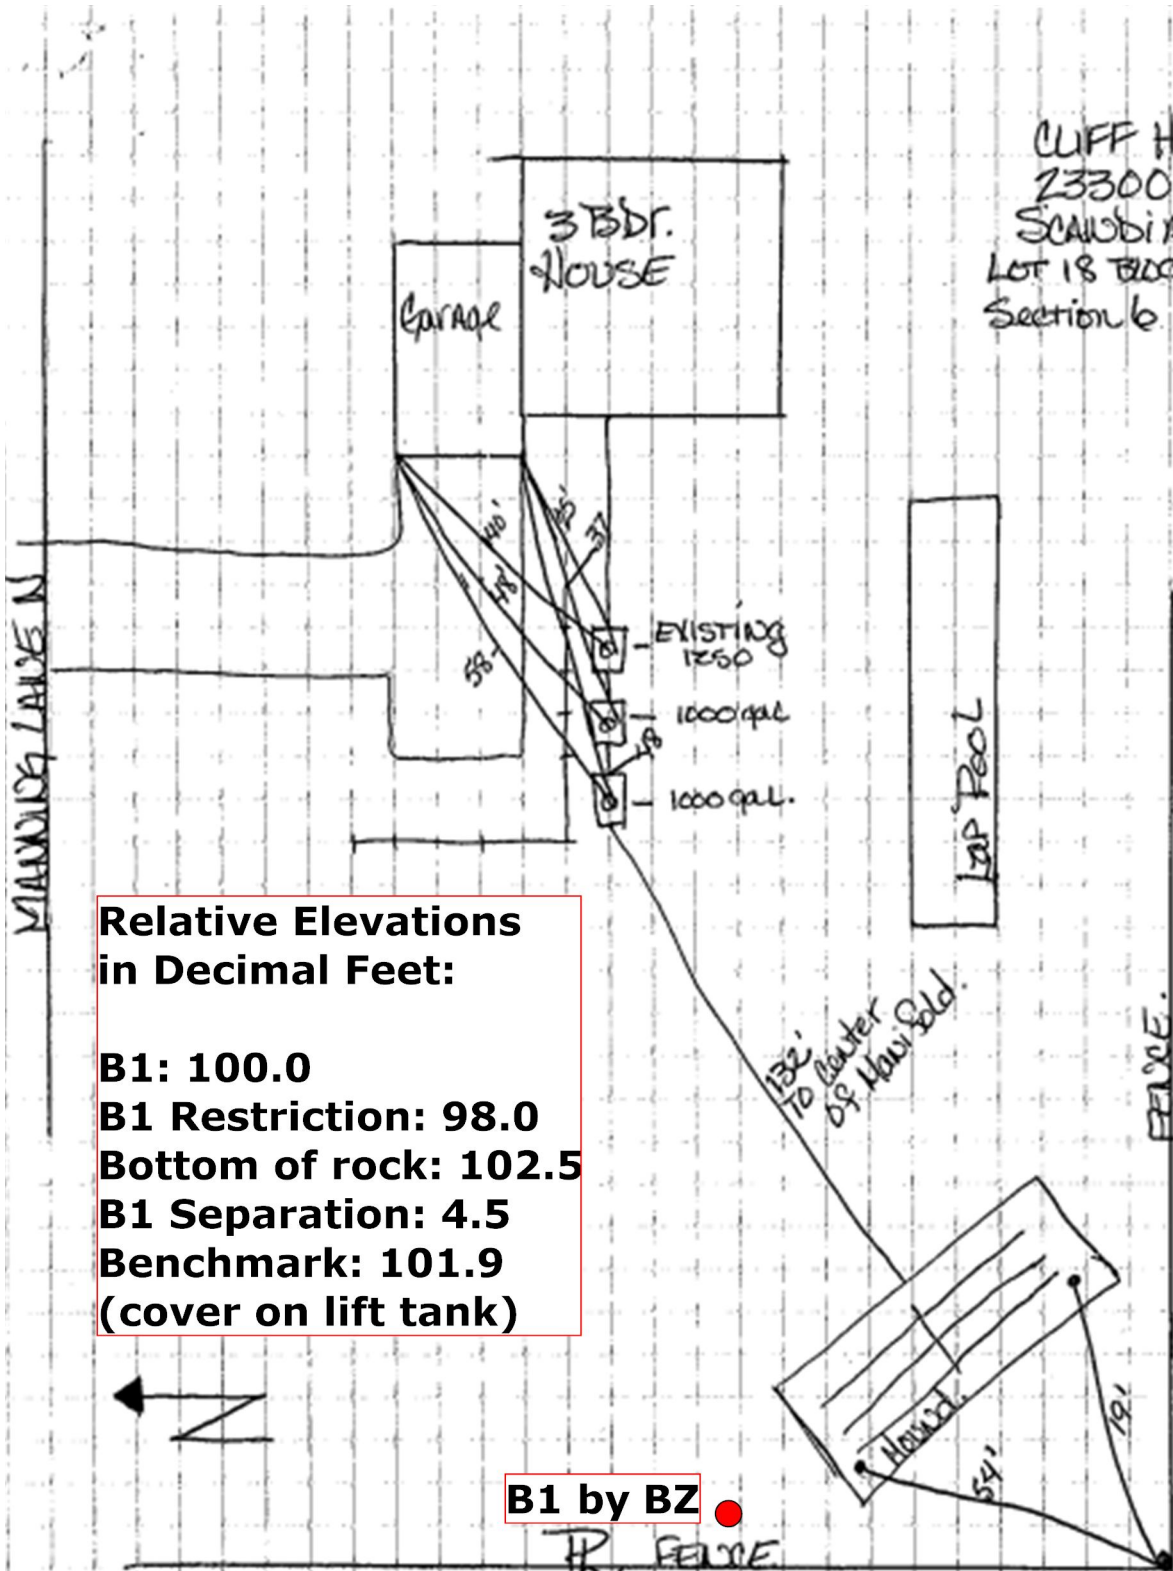 CLIFF H
23300
SCANDIA
LOT 18 BLOC
Section 6
3 BDr.
HOUSE
Garage
40'
35'
37
48'
58
EXISTING
1250
1000 gal
48
1000 gal.
MANNING LANE N
Lap Pool
Relative Elevations
in Decimal Feet:
B1: 100.0
B1 Restriction: 98.0
Bottom of rock: 102.5
B1 Separation: 4.5
Benchmark: 101.9
(cover on lift tank)
132'
TO Center
of Manifold.
FENCE.
N
Mound.
54'
19'
B1 by BZ
PL FENCE